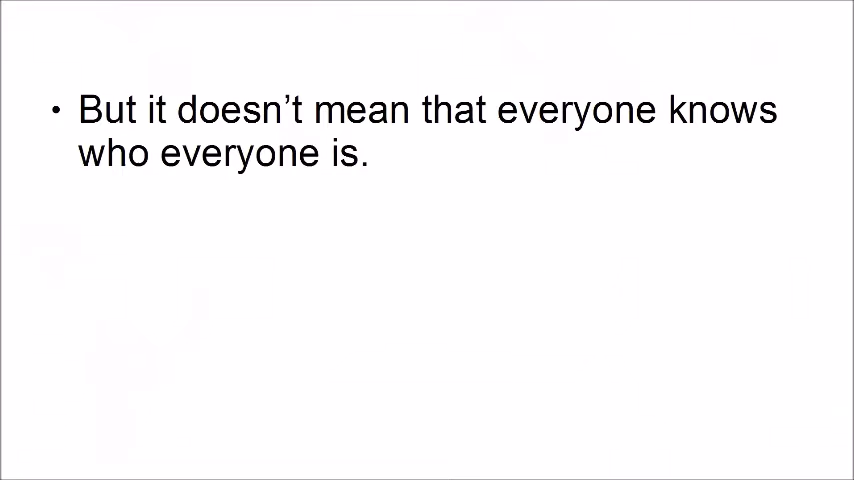 • But it doesn’t mean that everyone knows
who everyone is.